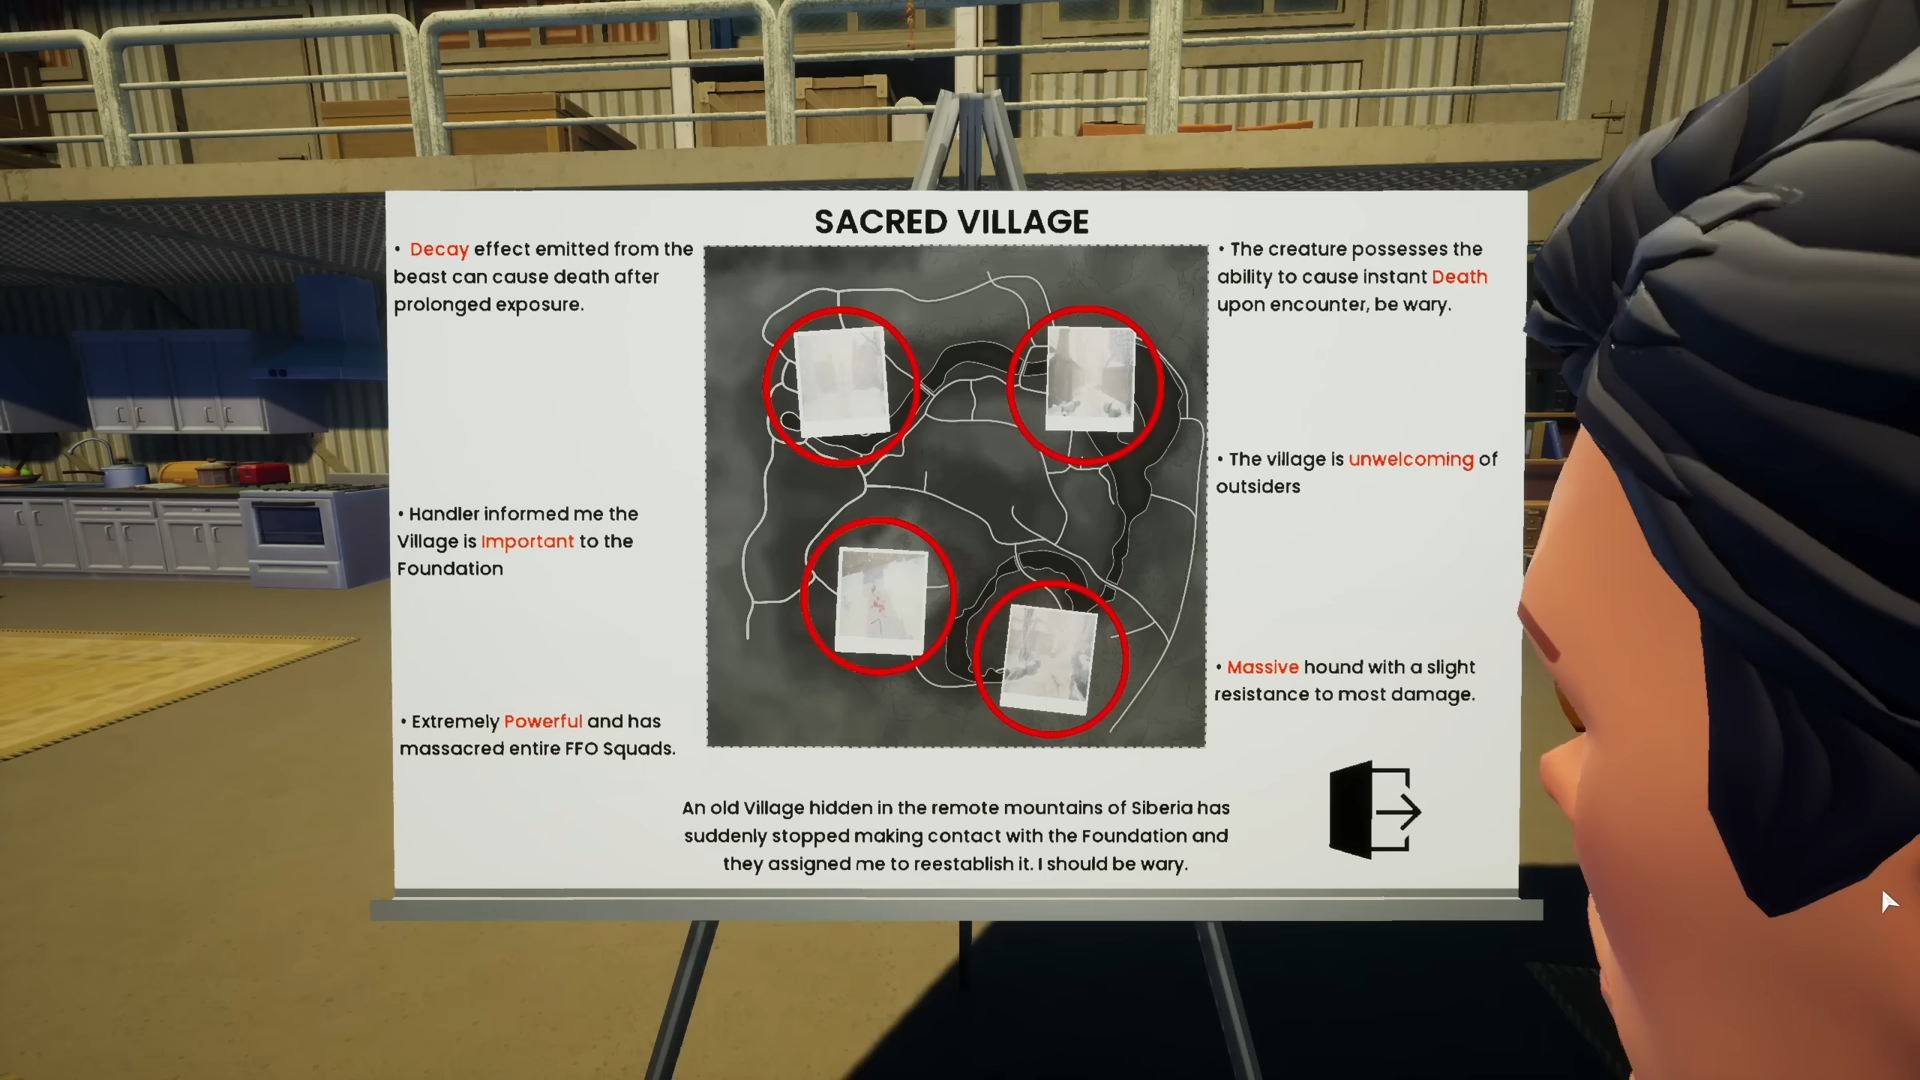 SACRED VILLAGE
• Decay effect emitted from the
beast can cause death after
prolonged exposure.
• Handler informed me the
Village is Important to the
Foundation
• Extremely Powerful and has
massacred entire FFO Squads.
• The creature possesses the
ability to cause instant Death
upon encounter, be wary.
• The village is unwelcoming of
outsiders
• Massive hound with a slight
resistance to most damage.
An old Village hidden in the remote mountains of Siberia has
suddenly stopped making contact with the Foundation and
they assigned me to reestablish it. I should be wary.